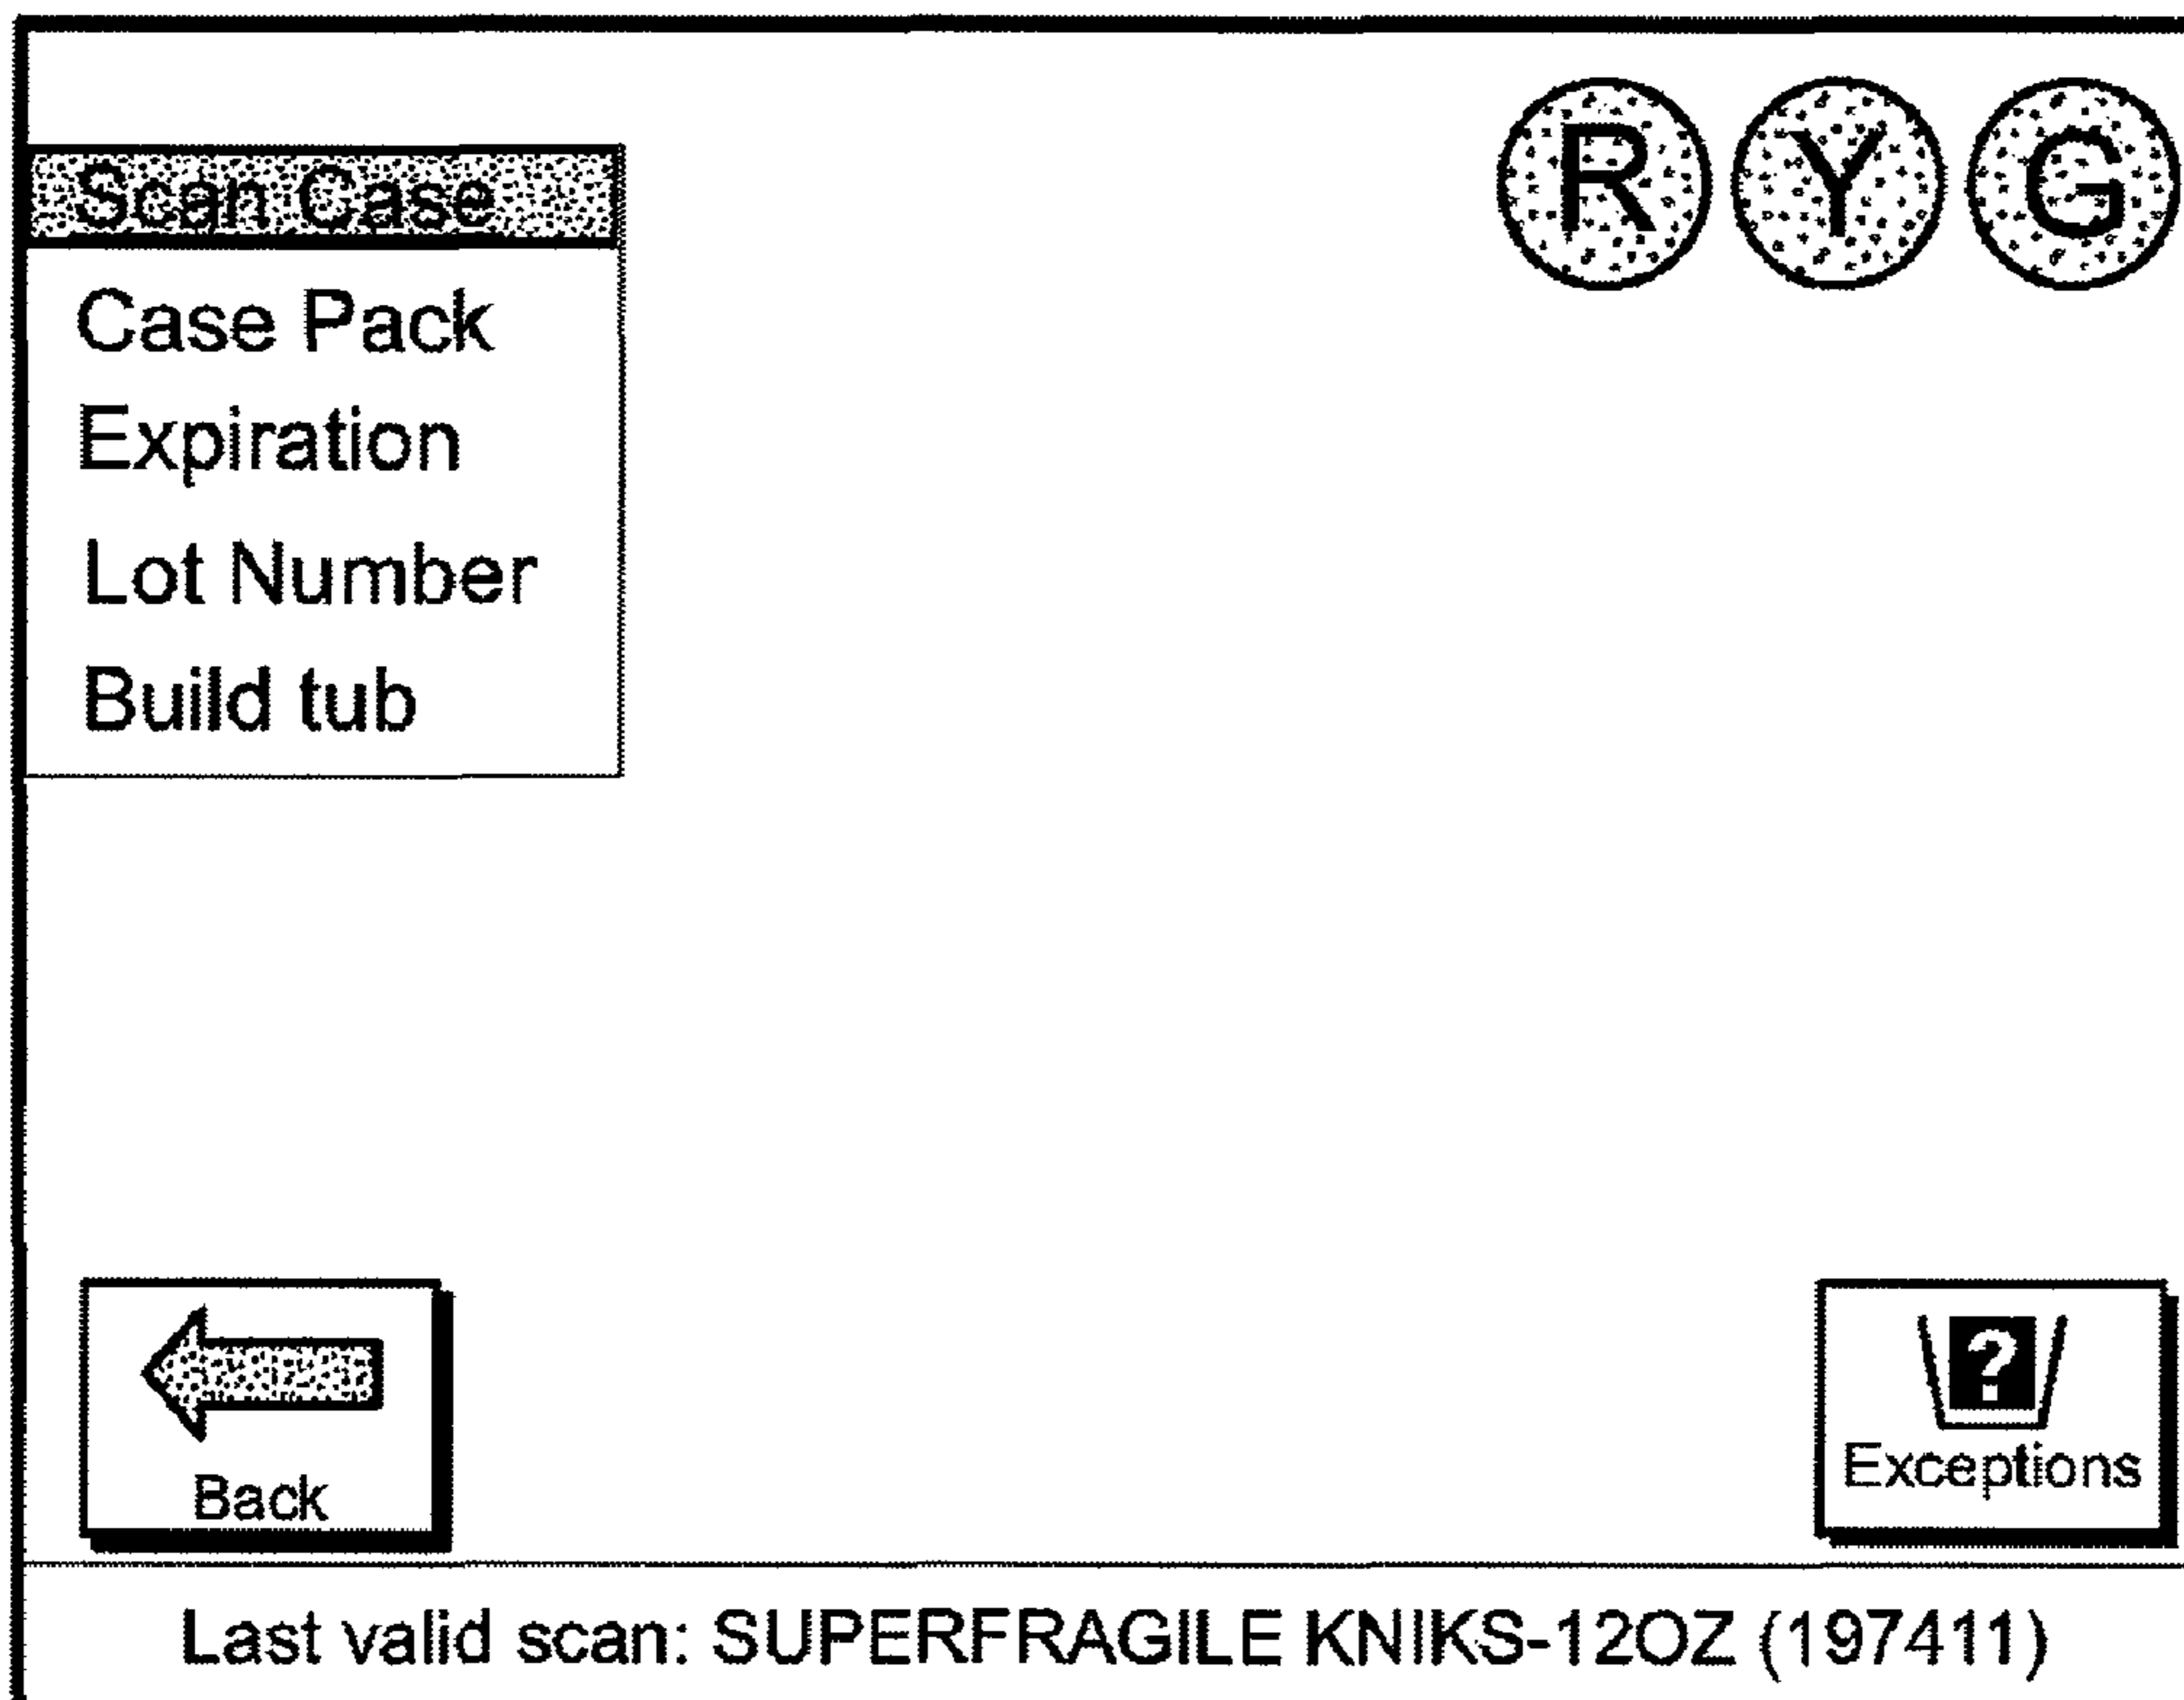 R Y G
Scan Case
Case Pack
Expiration
Lot Number
Build tub
Back
?
Exceptions
Last valid scan: SUPERFRAGILE KNIKS-12OZ (197411)